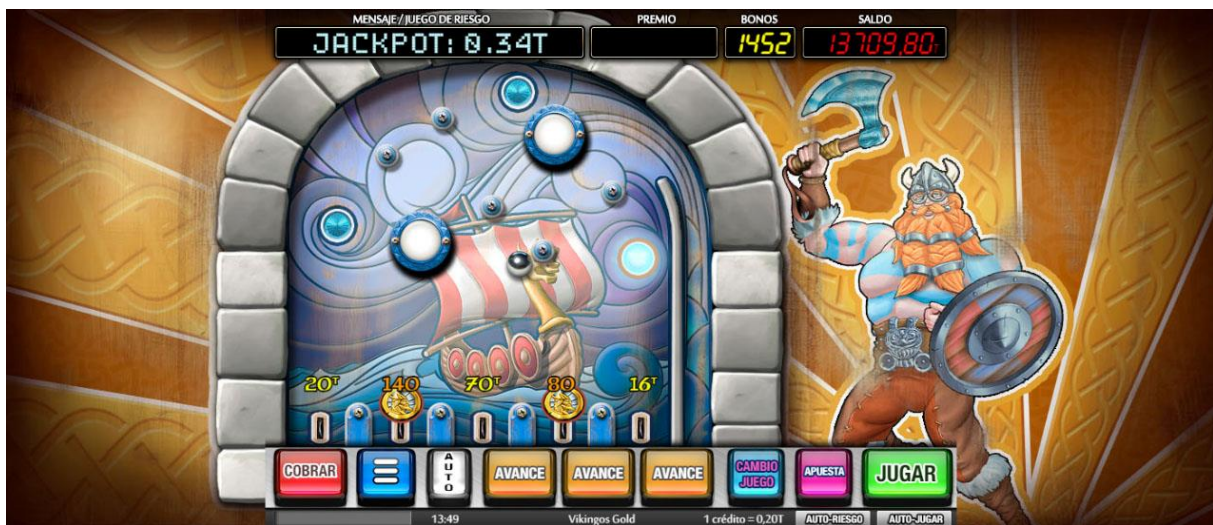 MENSAJE / JUEGO DE RIESGO PREMIO BONOS SALDO
JACKPOT: 0.34T 1452 13709,80T
20T 140 70T 80 16T
COBRAR AUTO AVANCE AVANCE AVANCE CAMBIO JUEGO APUESTA JUGAR
13:49 Vikingos Gold 1 crédito = 0,20T AUTO-RIESGO AUTO-JUGAR